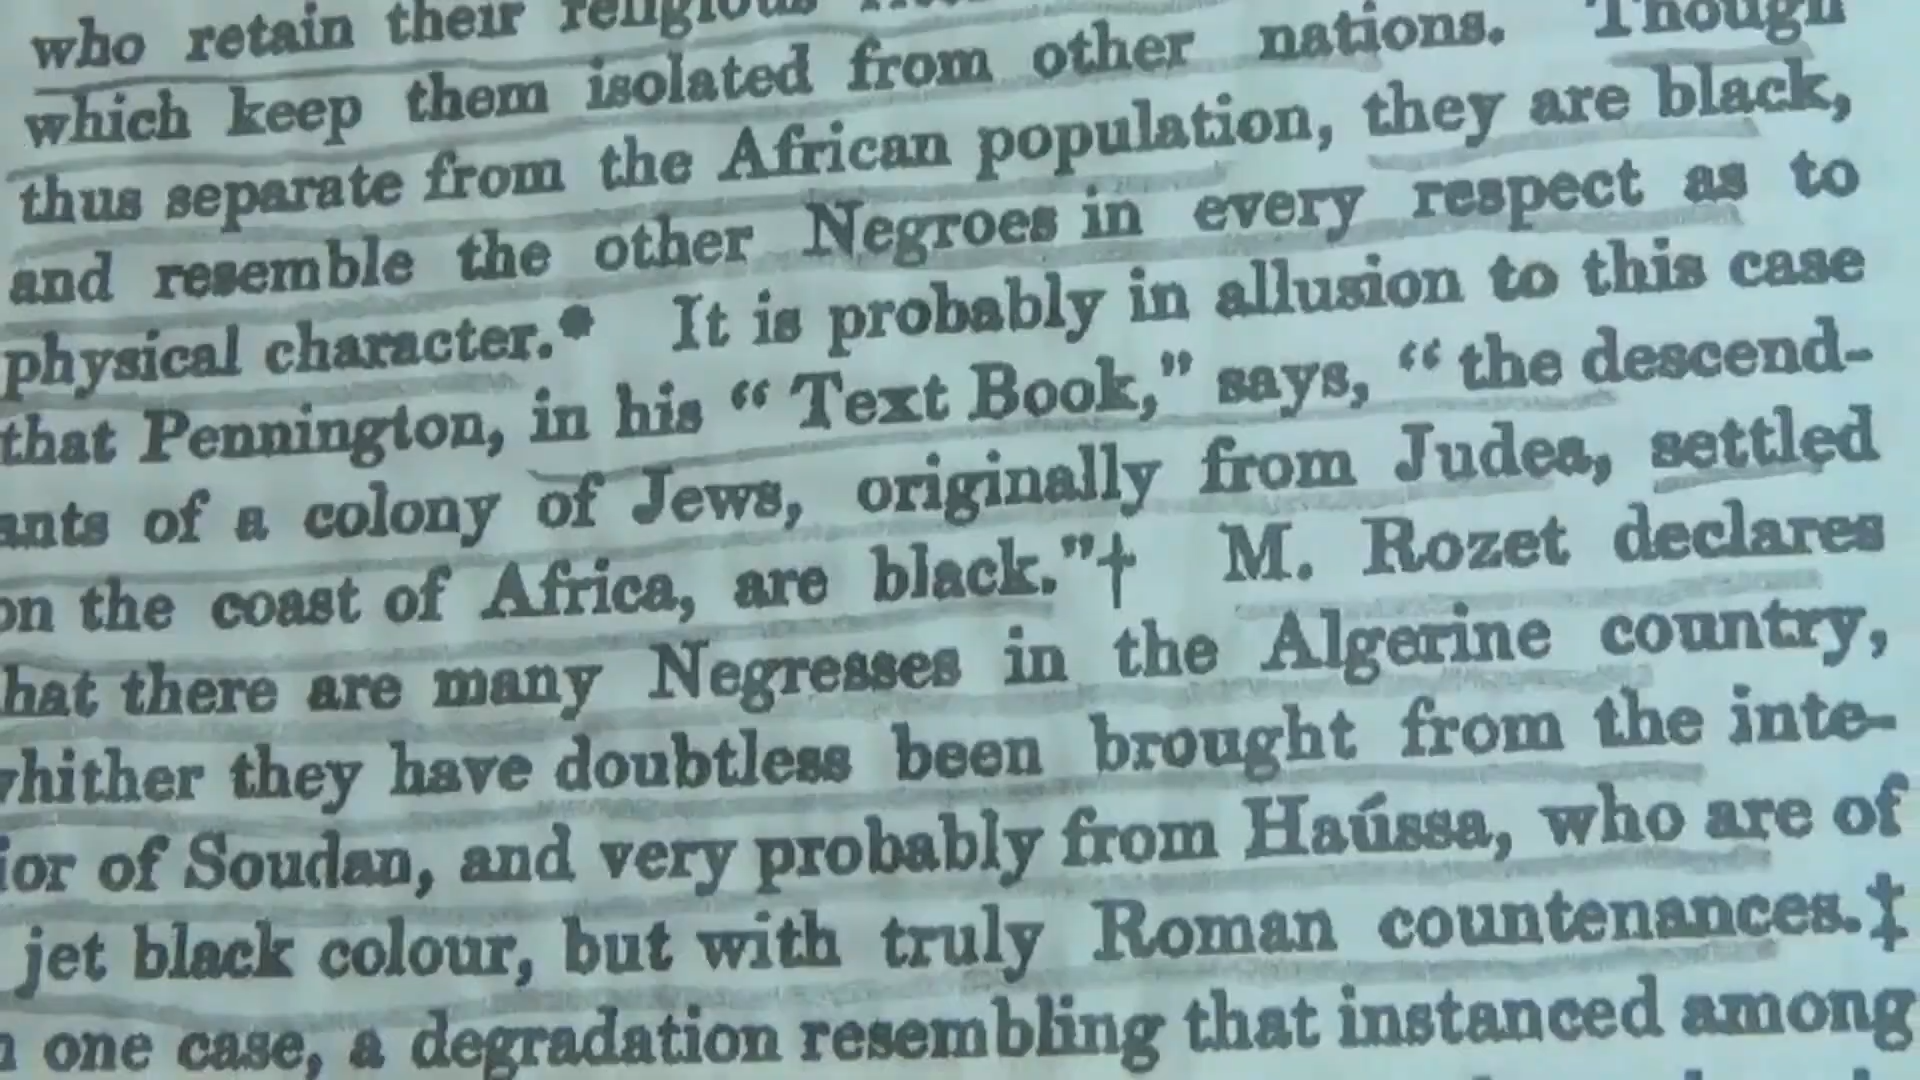 who retain their religious
which keep them isolated from other nations. Though
thus separate from the African population, they are black,
and resemble the other Negroes in every respect as to
physical character.* It is probably in allusion to this case
that Pennington, in his “ Text Book,” says, “ the descend-
ants of a colony of Jews, originally from Judea, settled
on the coast of Africa, are black.”† M. Rozet declares
hat there are many Negresses in the Algerine country,
whither they have doubtless been brought from the inte-
ior of Soudan, and very probably from Haússa, who are of
jet black colour, but with truly Roman countenances.‡
one case, a degradation resembling that instanced among